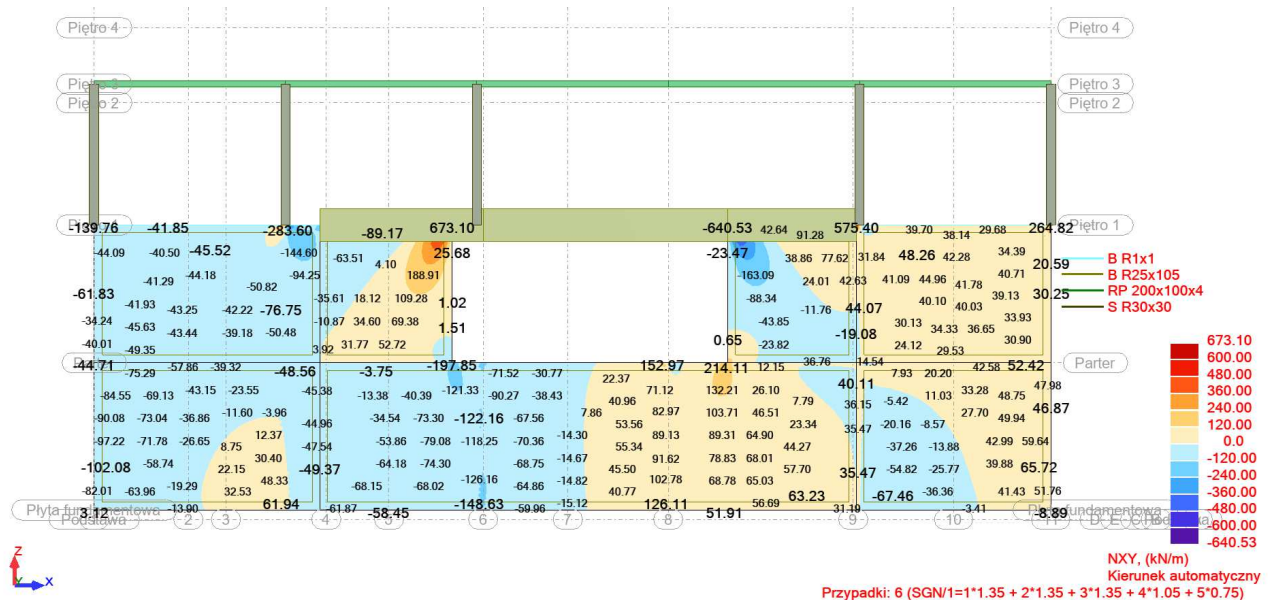 Piętro 4 Piętro 4
Piętro 3
Piętro 2 Piętro 2
-139.76 -41.85 -283.60 -89.17 673.10 -640.53 42.64 91.28 575.40 39.70 38.14 29.68 264.82 Piętro 1
-44.09 -40.50 -45.52 -144.60 -63.51 4.10 25.68 -23.47 38.86 77.62 31.84 48.26 42.28 34.39 20.59
B R1x1
-41.29 -44.18 -50.82 -94.25 188.91 -163.09 24.01 42.63 41.09 44.96 41.78 40.71
B R25x105
-61.83 -41.93 -43.25 -42.22 -76.75 -35.61 18.12 109.28 1.02 -88.34 -11.76 44.07 40.10 40.03 39.13 30.25
RP 200x100x4
S R30x30
-34.24 -45.63 -43.44 -39.18 -50.48 -10.87 34.60 69.38 1.51 -43.85 -19.08 30.13 34.33 36.65 33.93
-40.01 -49.35 3.92 31.77 52.72 0.65 -23.82 24.12 29.53 30.90
-44.71 -75.29 -57.86 -39.32 -48.56 -3.75 -197.85 -71.52 -30.77 152.97 214.11 12.15 36.76 14.54 7.93 20.20 42.58 52.42 Parter
-84.55 -69.13 -43.15 -23.55 -45.38 -13.38 -40.39 -121.33 -90.27 -38.43 22.37 71.12 132.21 26.10 40.11 -5.42 11.03 33.28 48.75 47.98
-90.08 -73.04 -36.86 -11.60 -3.96 -44.96 -34.54 -73.30 -122.16 -67.56 7.86 40.96 53.56 82.97 103.71 46.51 7.79 23.34 36.15 -20.16 -8.57 27.70 49.94 46.87
-97.22 -71.78 -26.65 8.75 12.37 -47.54 -53.86 -79.08 -118.25 -70.36 -14.30 55.34 89.13 89.31 64.90 44.27 35.47 -37.26 -13.88 42.99 59.64
-102.08 -58.74 22.15 30.40 -49.37 -64.18 -74.30 -68.75 -14.67 45.50 91.62 78.83 68.01 57.70 35.47 -54.82 -25.77 39.88 65.72
-82.01 -63.96 -19.29 32.53 48.33 -68.15 -68.02 -126.16 -64.86 -14.82 40.77 102.78 68.78 65.03 63.23 -67.46 -36.36 41.43 51.76
3.12 -13.90 61.94 -61.87 -58.45 -148.63 -59.96 -15.12 126.11 51.91 56.69 31.19 -3.41 -8.89
Płyta fundamentowa
Podstawa 2 3 4 5 6 7 8 9 10 11
673.10
600.00
480.00
360.00
240.00
120.00
0.0
-120.00
-240.00
-360.00
-480.00
-600.00
-640.53
Z
X
NXY, (kN/m)
Kierunek automatyczny
Przypadki: 6 (SGN/1=1*1.35 + 2*1.35 + 3*1.35 + 4*1.05 + 5*0.75)